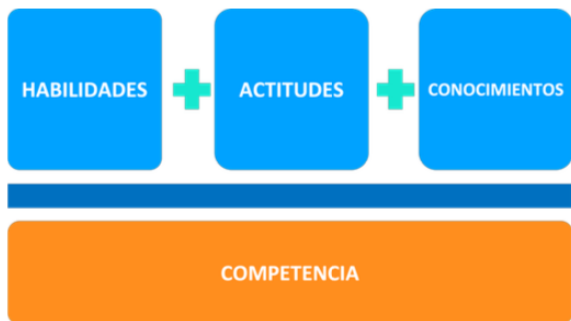 HABILIDADES
ACTITUDES
CONOCIMIENTOS
COMPETENCIA